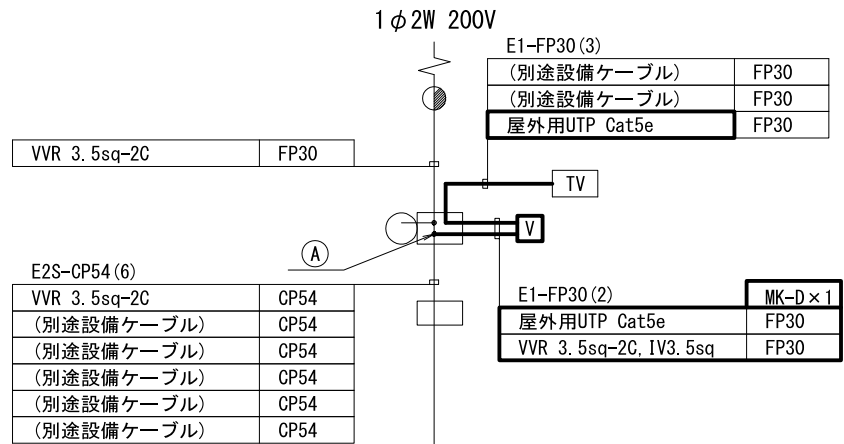 1φ2W 200V
E1-FP30(3)
(別途設備ケーブル) FP30
(別途設備ケーブル) FP30
屋外用UTP Cat5e FP30
VVR 3.5sq-2C FP30
TV
V
A
E2S-CP54(6)
VVR 3.5sq-2C CP54
(別途設備ケーブル) CP54
(別途設備ケーブル) CP54
(別途設備ケーブル) CP54
(別途設備ケーブル) CP54
(別途設備ケーブル) CP54
E1-FP30(2) MK-D×1
屋外用UTP Cat5e FP30
VVR 3.5sq-2C, IV3.5sq FP30